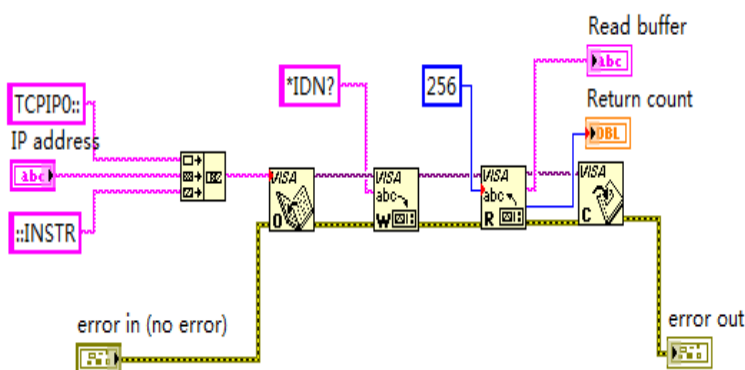 Read buffer
abc
TCPIP0::
*IDN?
256
Return count
DBL
IP address
abc
VISA
O
VISA
abc
W
VISA
abc
R
VISA
C
::INSTR
error in (no error)
error out